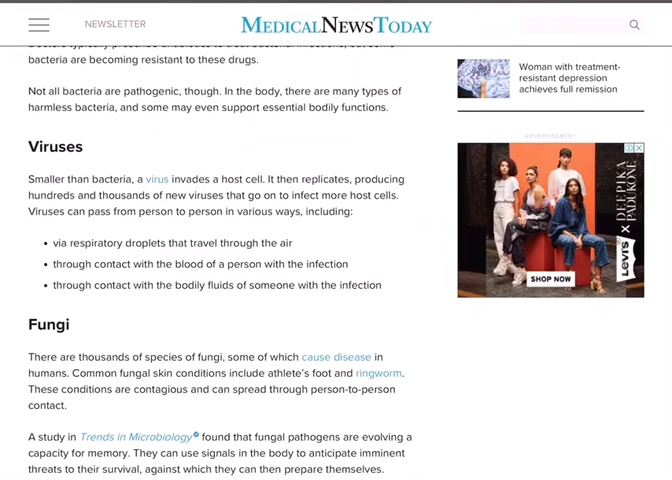 NEWSLETTER
MEDICALNEWSTODAY
bacteria are becoming resistant to these drugs.
Not all bacteria are pathogenic, though. In the body, there are many types of
harmless bacteria, and some may even support essential bodily functions.
Viruses
Smaller than bacteria, a virus invades a host cell. It then replicates, producing
hundreds and thousands of new viruses that go on to infect more host cells.
Viruses can pass from person to person in various ways, including:
• via respiratory droplets that travel through the air
• through contact with the blood of a person with the infection
• through contact with the bodily fluids of someone with the infection
Fungi
There are thousands of species of fungi, some of which cause disease in
humans. Common fungal skin conditions include athlete's foot and ringworm.
These conditions are contagious and can spread through person-to-person
contact.
A study in Trends in Microbiology found that fungal pathogens are evolving a
capacity for memory. They can use signals in the body to anticipate imminent
threats to their survival, against which they can then prepare themselves.
Woman with treatment-
resistant depression
achieves full remission
ADVERTISEMENT
SHOP NOW
Levi's X DEEPIKA
PADUKONE